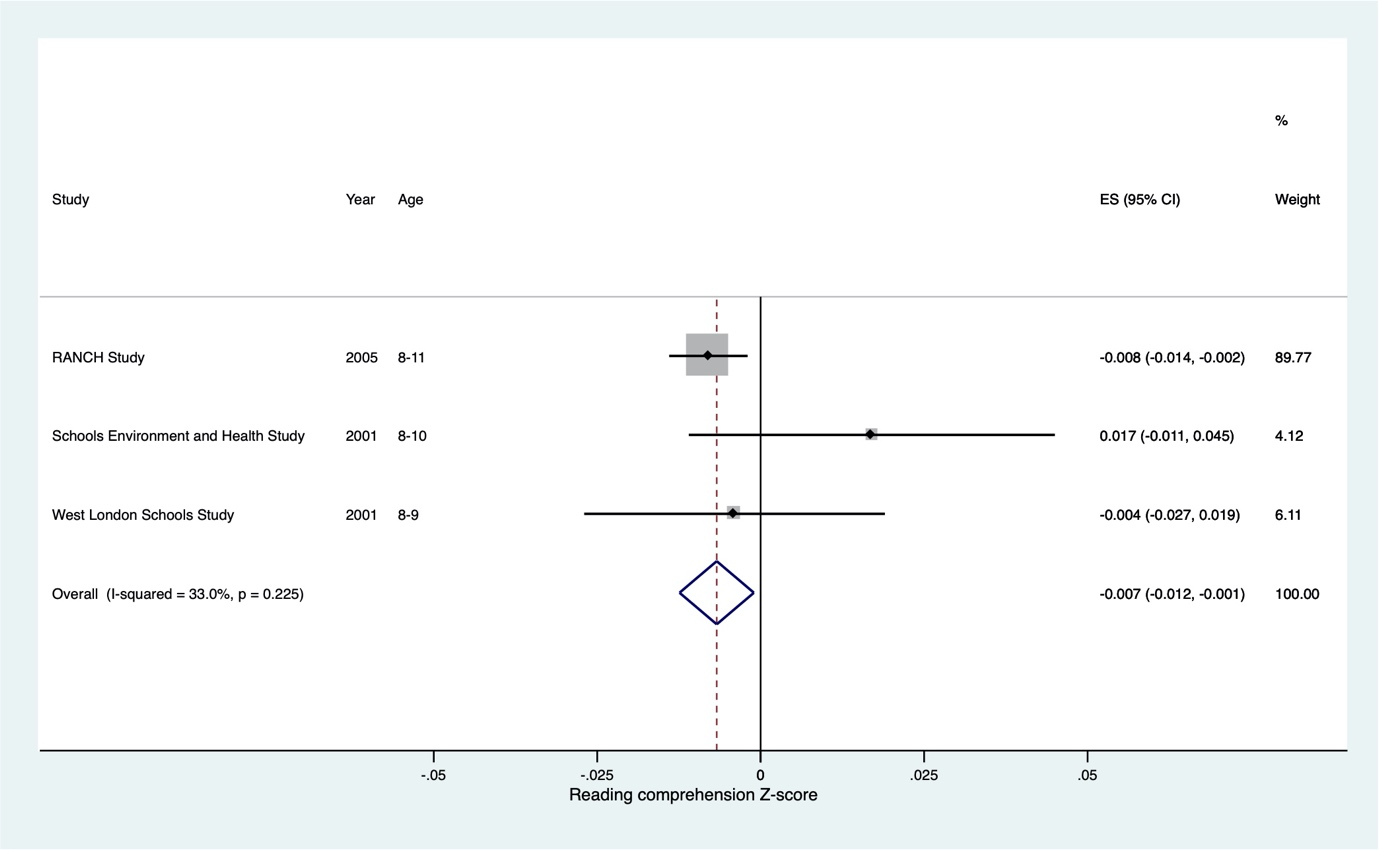 %
Study Year Age ES (95% CI) Weight
RANCH Study 2005 8-11 -0.008 (-0.014, -0.002) 89.77
Schools Environment and Health Study 2001 8-10 0.017 (-0.011, 0.045) 4.12
West London Schools Study 2001 8-9 -0.004 (-0.027, 0.019) 6.11
Overall (I-squared = 33.0%, p = 0.225) -0.007 (-0.012, -0.001) 100.00
-.05 -.025 0 .025 .05
Reading comprehension Z-score